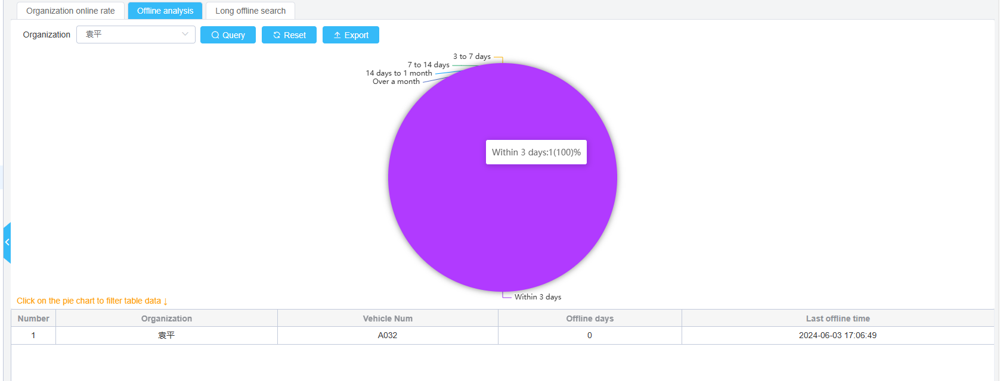 Organization online rate Offline analysis Long offline search
Organization 袁平 Query Reset Export
3 to 7 days
7 to 14 days
14 days to 1 month
Over a month
Within 3 days:1(100)%
Within 3 days
Click on the pie chart to filter table data ↓
Number Organization Vehicle Num Offline days Last offline time
1 袁平 A032 0 2024-06-03 17:06:49